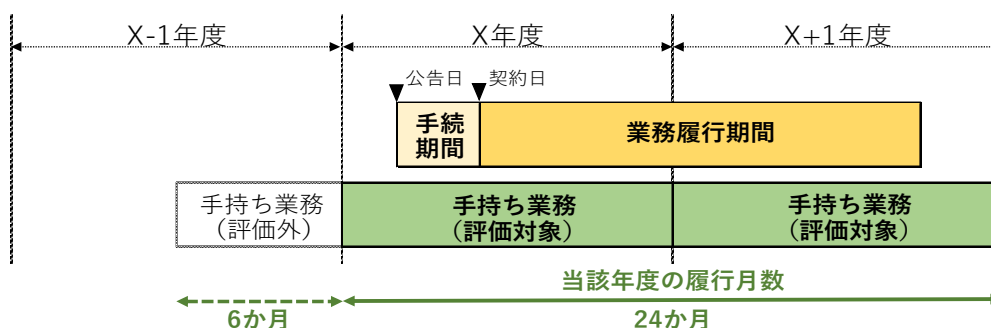 X-1年度
X年度
X+1年度
公告日
契約日
手続
期間
業務履行期間
手持ち業務
（評価外）
手持ち業務
（評価対象）
手持ち業務
（評価対象）
当該年度の履行月数
6か月
24か月